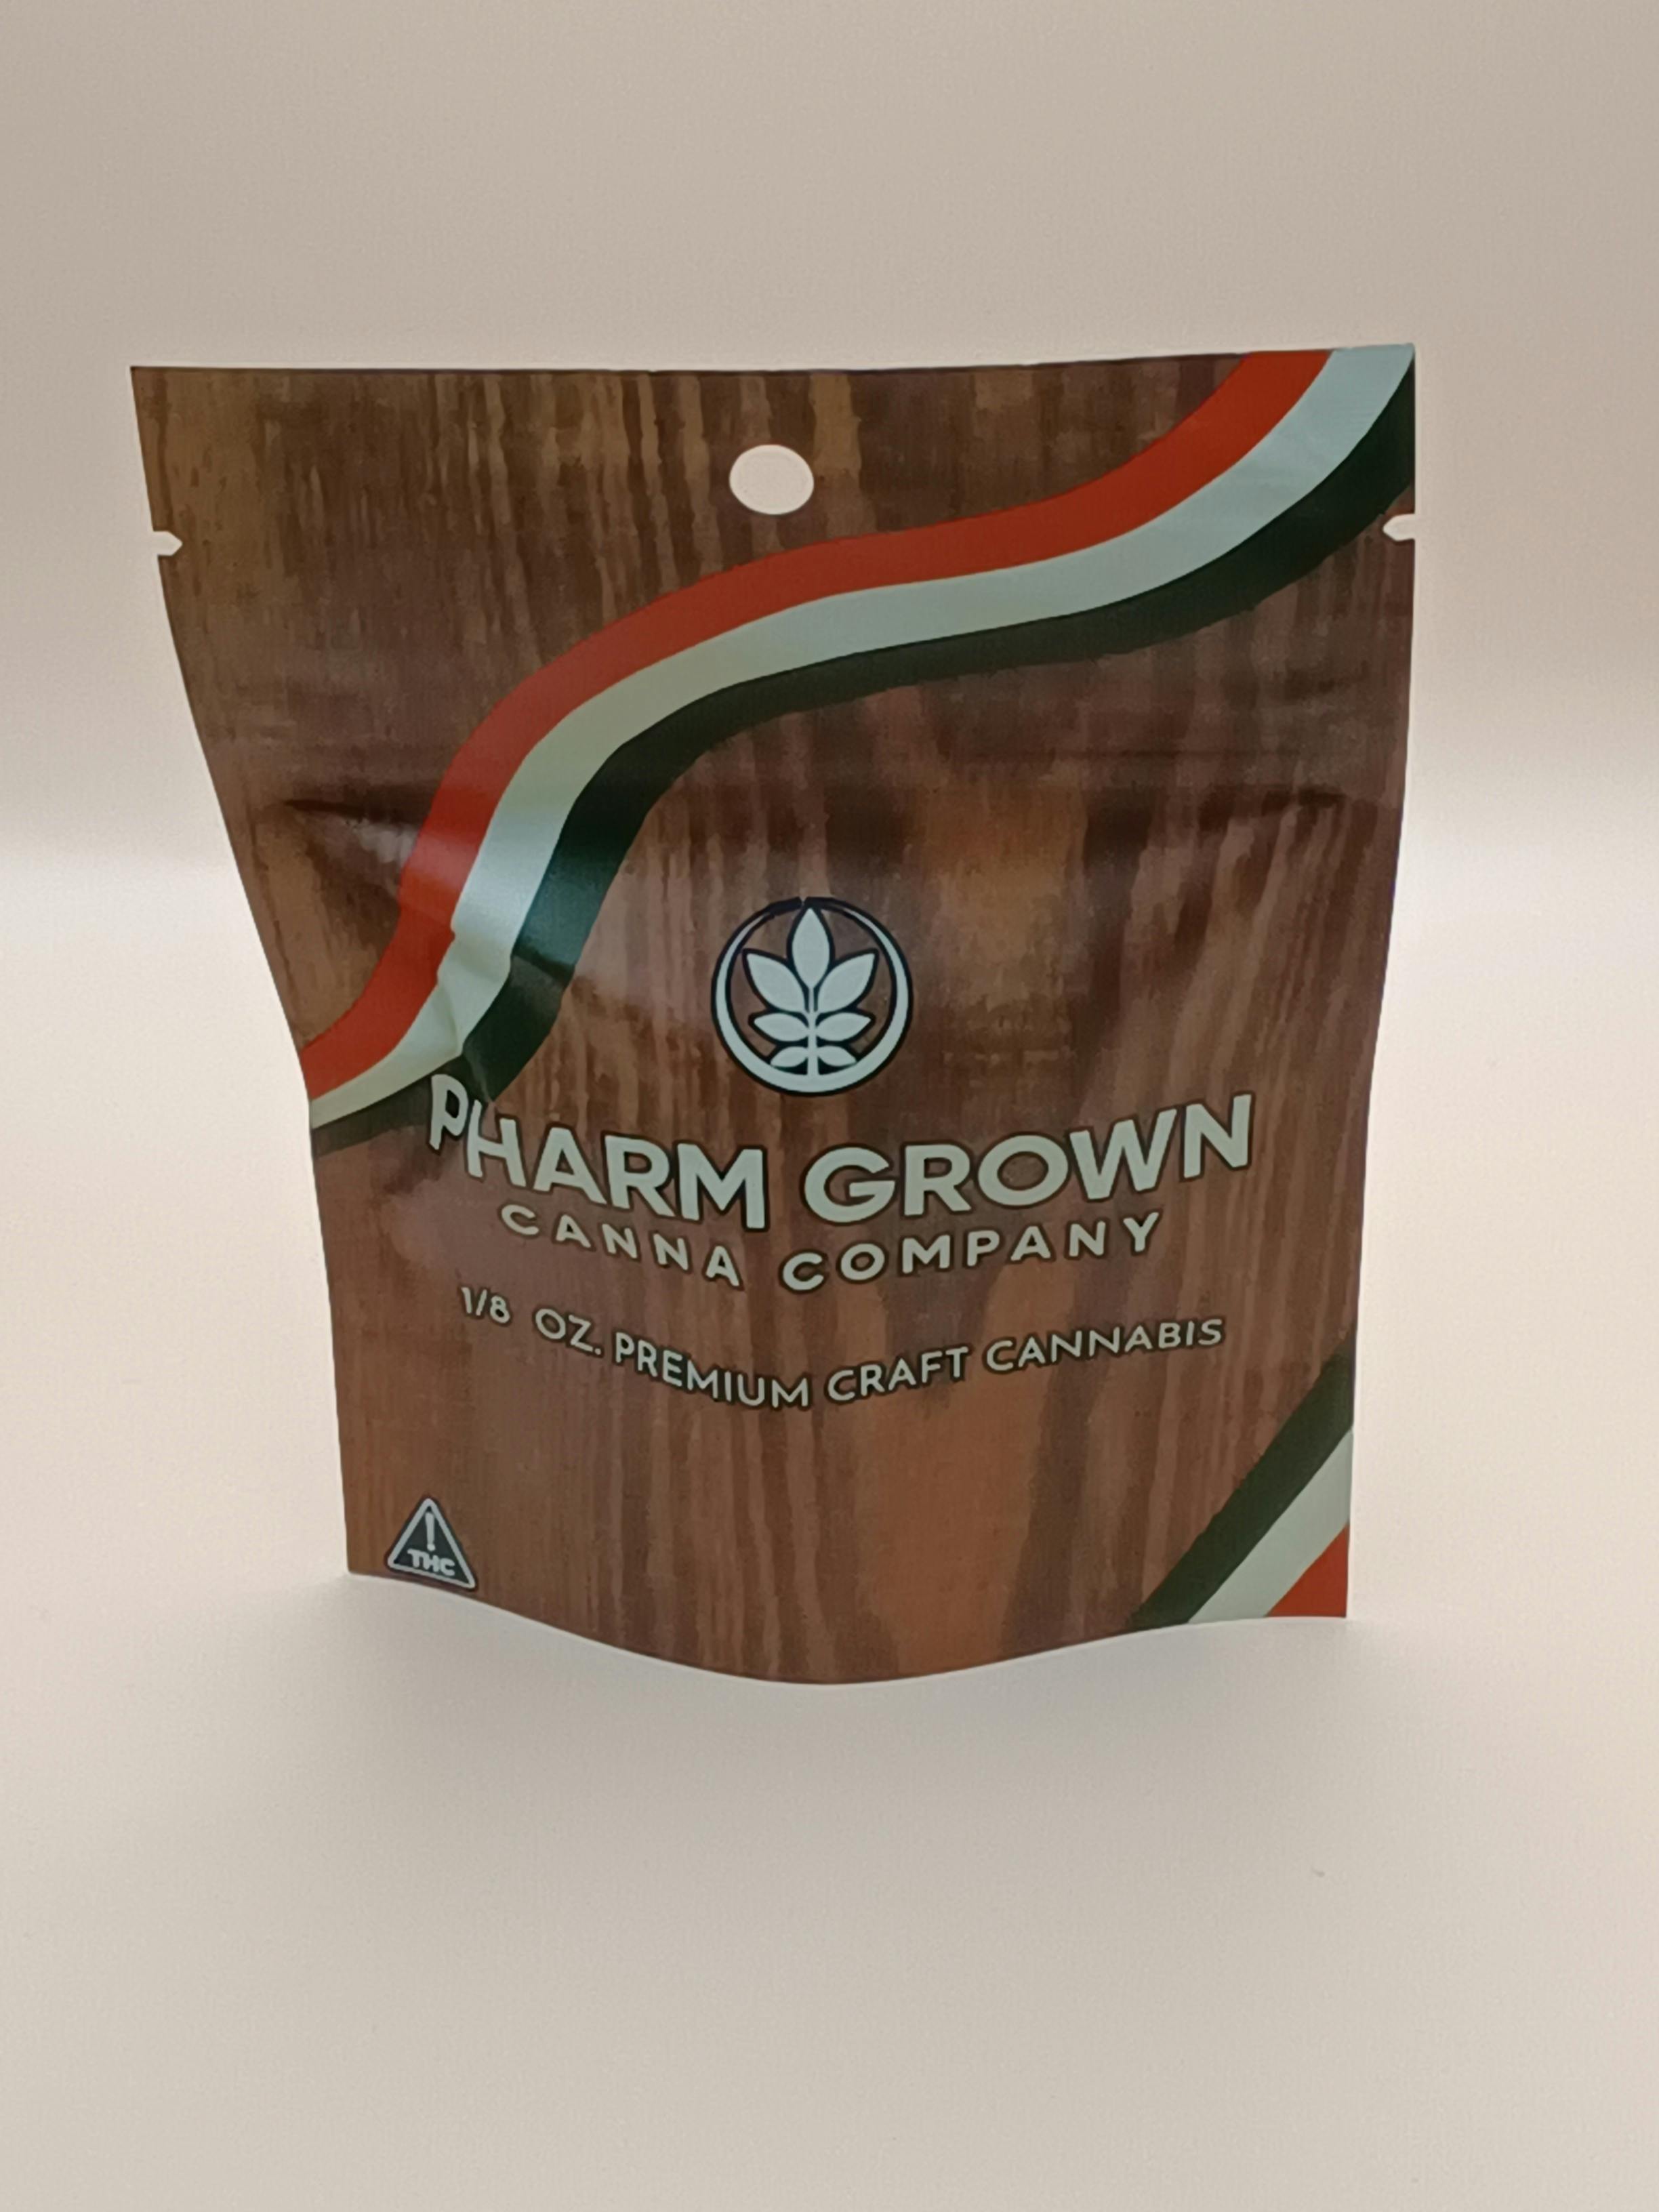 PHARM GROWN
CANNA COMPANY
1/8 OZ. PREMIUM CRAFT CANNABIS
!
THC